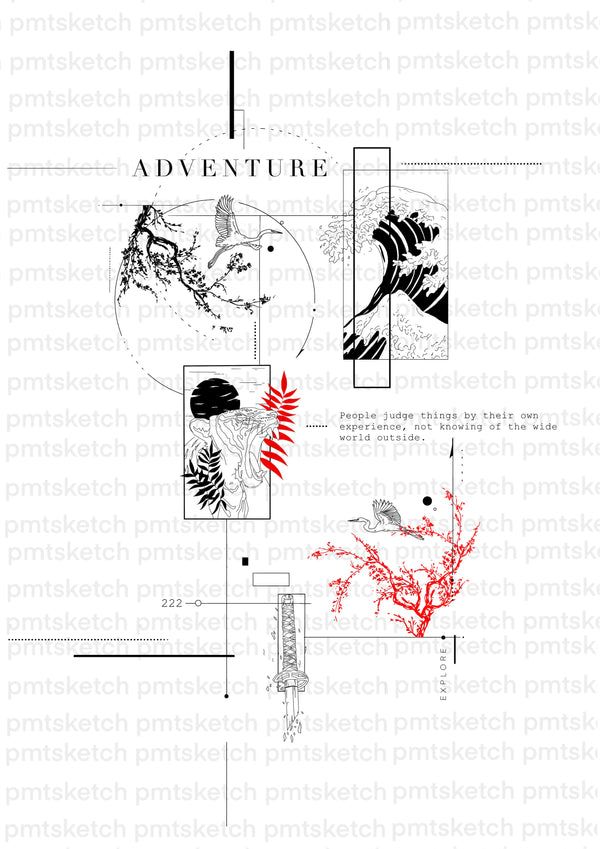 ADVENTURE
People judge things by their own
experience, not knowing of the wide
world outside.
222
EXPLORE
pmtsketch